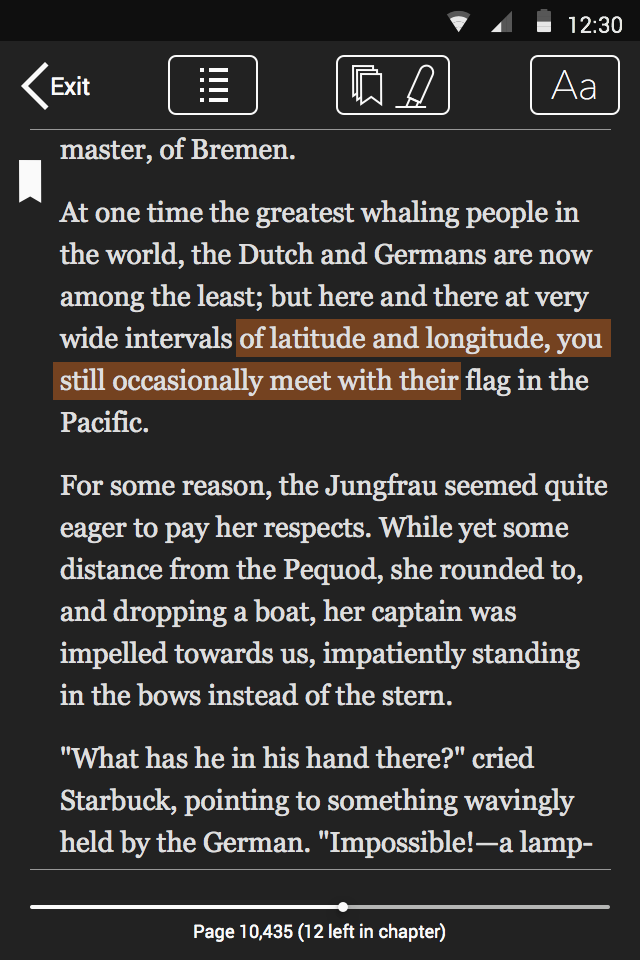 12:30
Exit
Aa
master, of Bremen.
At one time the greatest whaling people in
the world, the Dutch and Germans are now
among the least; but here and there at very
wide intervals of latitude and longitude, you
still occasionally meet with their flag in the
Pacific.
For some reason, the Jungfrau seemed quite
eager to pay her respects. While yet some
distance from the Pequod, she rounded to,
and dropping a boat, her captain was
impelled towards us, impatiently standing
in the bows instead of the stern.
"What has he in his hand there?" cried
Starbuck, pointing to something wavingly
held by the German. "Impossible!—a lamp-
Page 10,435 (12 left in chapter)